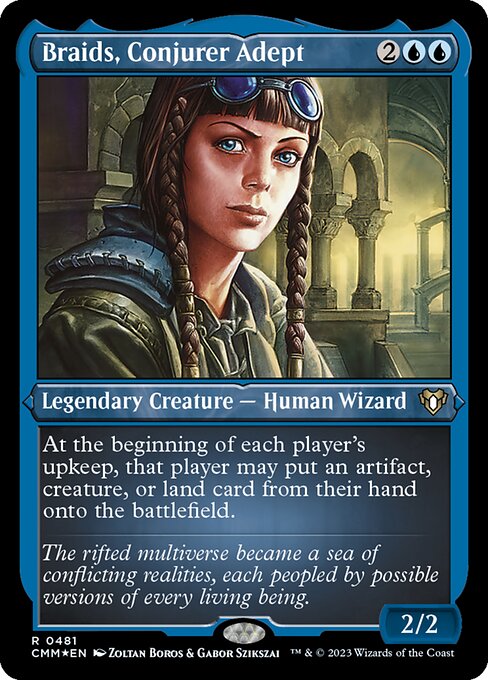 Braids, Conjurer Adept 2
Legendary Creature — Human Wizard
At the beginning of each player's
upkeep, that player may put an artifact,
creature, or land card from their hand
onto the battlefield.
The rifted multiverse became a sea of
conflicting realities, each peopled by possible
versions of every living being.
2/2
R 0481
CMM★EN Zoltan Boros & Gabor Szikszai ™ & © 2023 Wizards of the Coast